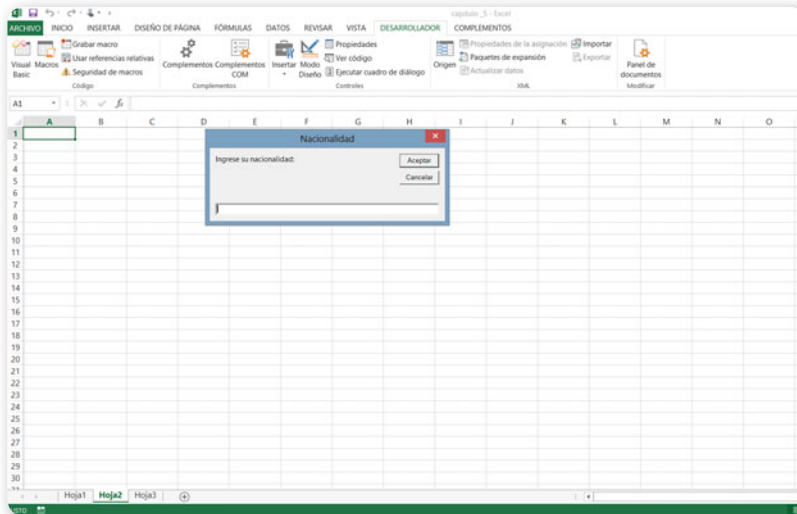 capitulo _5 - Excel
ARCHIVO INICIO INSERTAR DISEÑO DE PÁGINA FÓRMULAS DATOS REVISAR VISTA DESARROLLADOR COMPLEMENTOS
Visual Basic
Macros
Grabar macro
Usar referencias relativas
Seguridad de macros
Código
Complementos
Complementos COM
Complementos
Insertar
Modo Diseño
Propiedades
Ver código
Ejecutar cuadro de diálogo
Controles
Origen
Propiedades de la asignación
Paquetes de expansión
Actualizar datos
Importar
Exportar
XML
Panel de documentos
Modificar
A1 fx
A B C D E F G H I J K L M N O
1
2
3
4
5
6
7
8
9
10
11
12
13
14
15
16
17
18
19
20
21
22
23
24
25
26
27
28
29
30
Nacionalidad
Ingrese su nacionalidad:
Aceptar
Cancelar
Hoja1 Hoja2 Hoja3